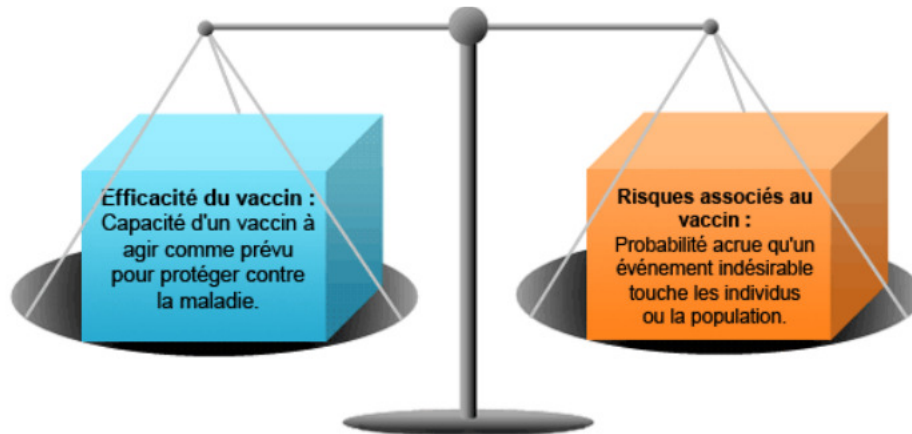 Efficacité du vaccin :
Capacité d'un vaccin à
agir comme prévu
pour protéger contre
la maladie.
Risques associés au
vaccin :
Probabilité acrue qu'un
événement indésirable
touche les individus
ou la population.